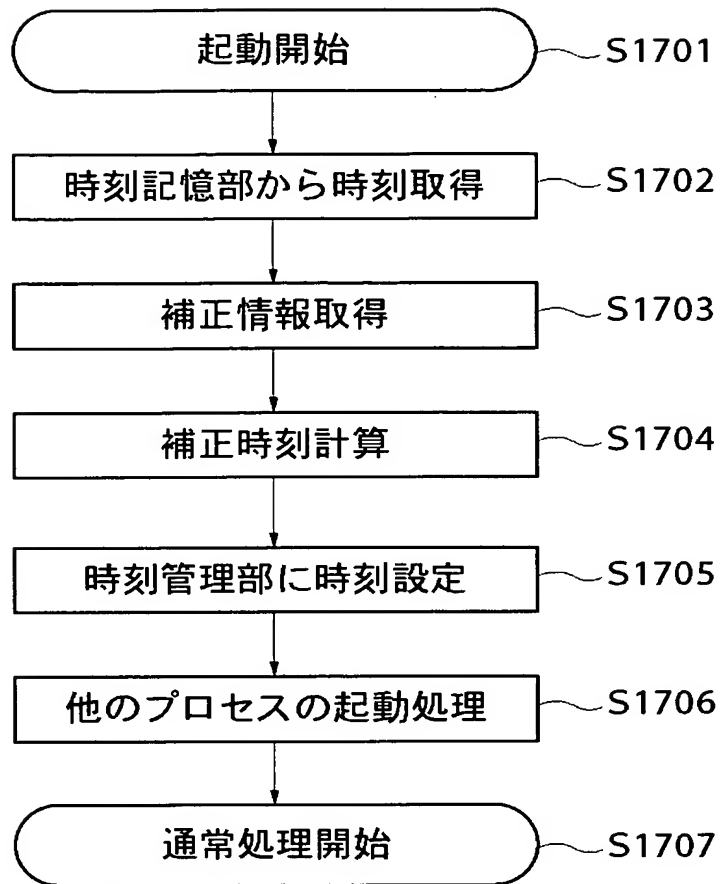 起動開始 S1701
時刻記憶部から時刻取得 S1702
補正情報取得 S1703
補正時刻計算 S1704
時刻管理部に時刻設定 S1705
他のプロセスの起動処理 S1706
通常処理開始 S1707